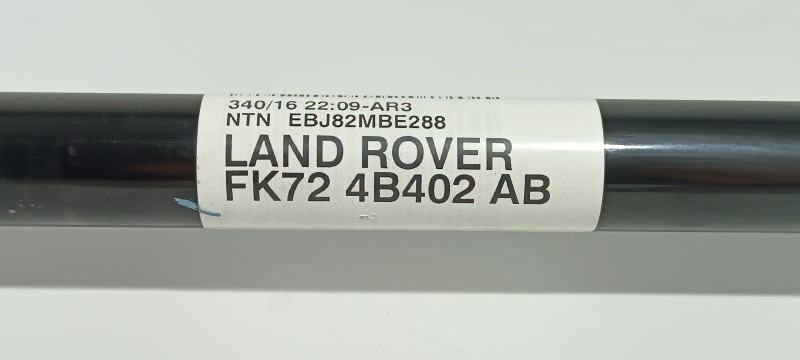 340/16 22:09-AR3
NTN EBJ82MBE288
LAND ROVER
FK72 4B402 AB